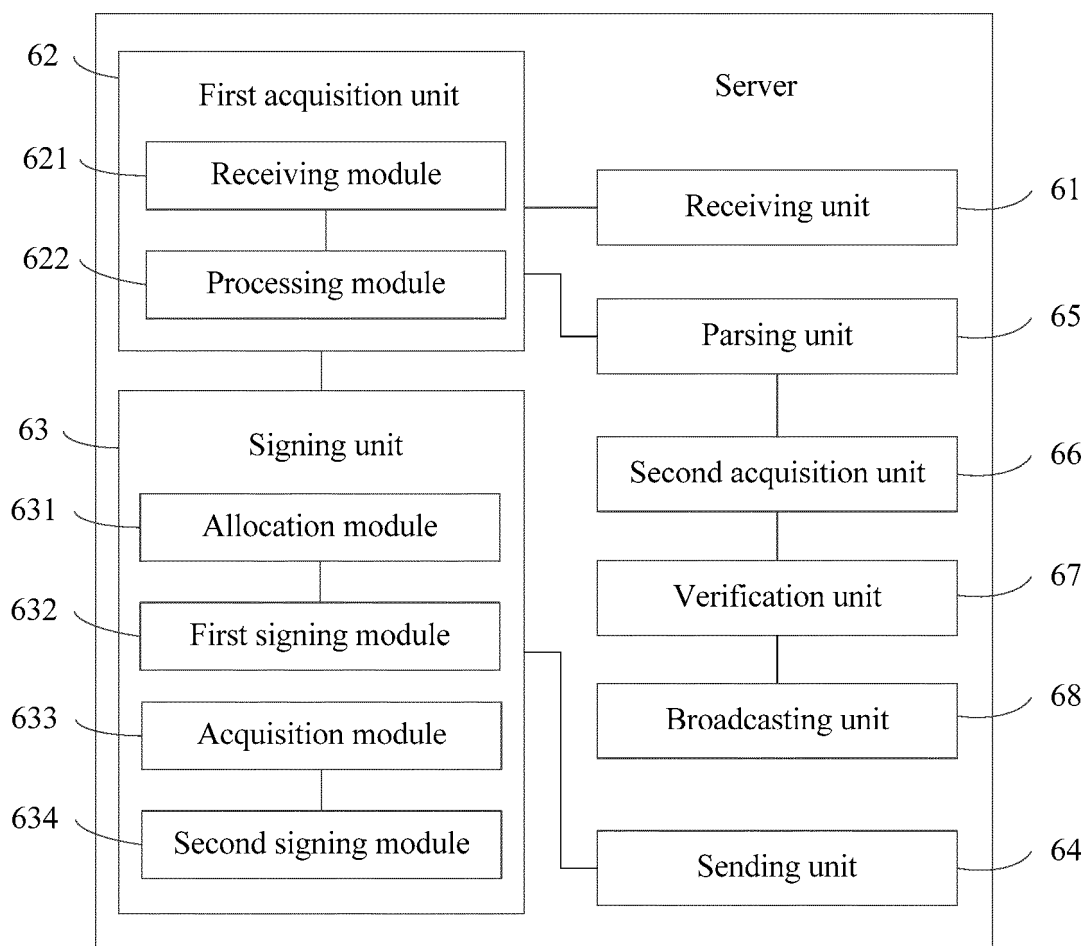 62
First acquisition unit
Server
621
Receiving module
Receiving unit
61
622
Processing module
Parsing unit
65
63
Signing unit
Second acquisition unit
66
631
Allocation module
Verification unit
67
632
First signing module
633
Acquisition module
Broadcasting unit
68
634
Second signing module
Sending unit
64